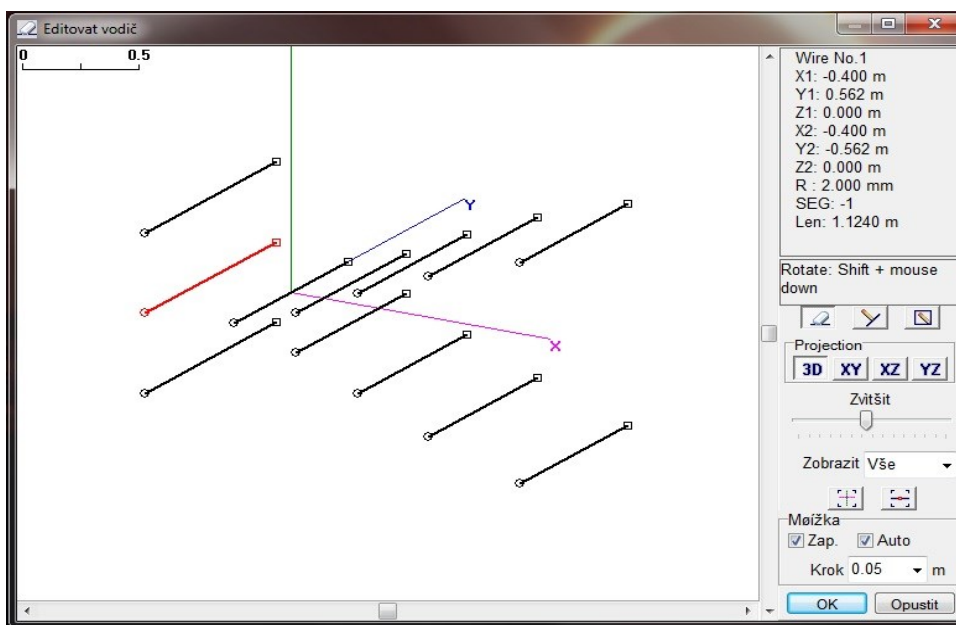 Editovat vodič
0 0.5
Y
X
Wire No.1
X1: -0.400 m
Y1: 0.562 m
Z1: 0.000 m
X2: -0.400 m
Y2: -0.562 m
Z2: 0.000 m
R : 2.000 mm
SEG: -1
Len: 1.1240 m
Rotate: Shift + mouse
down
Projection
3D XY XZ YZ
Zvìtšit
Zobrazit Vše
Møížka
Zap. Auto
Krok 0.05 m
OK Opustit